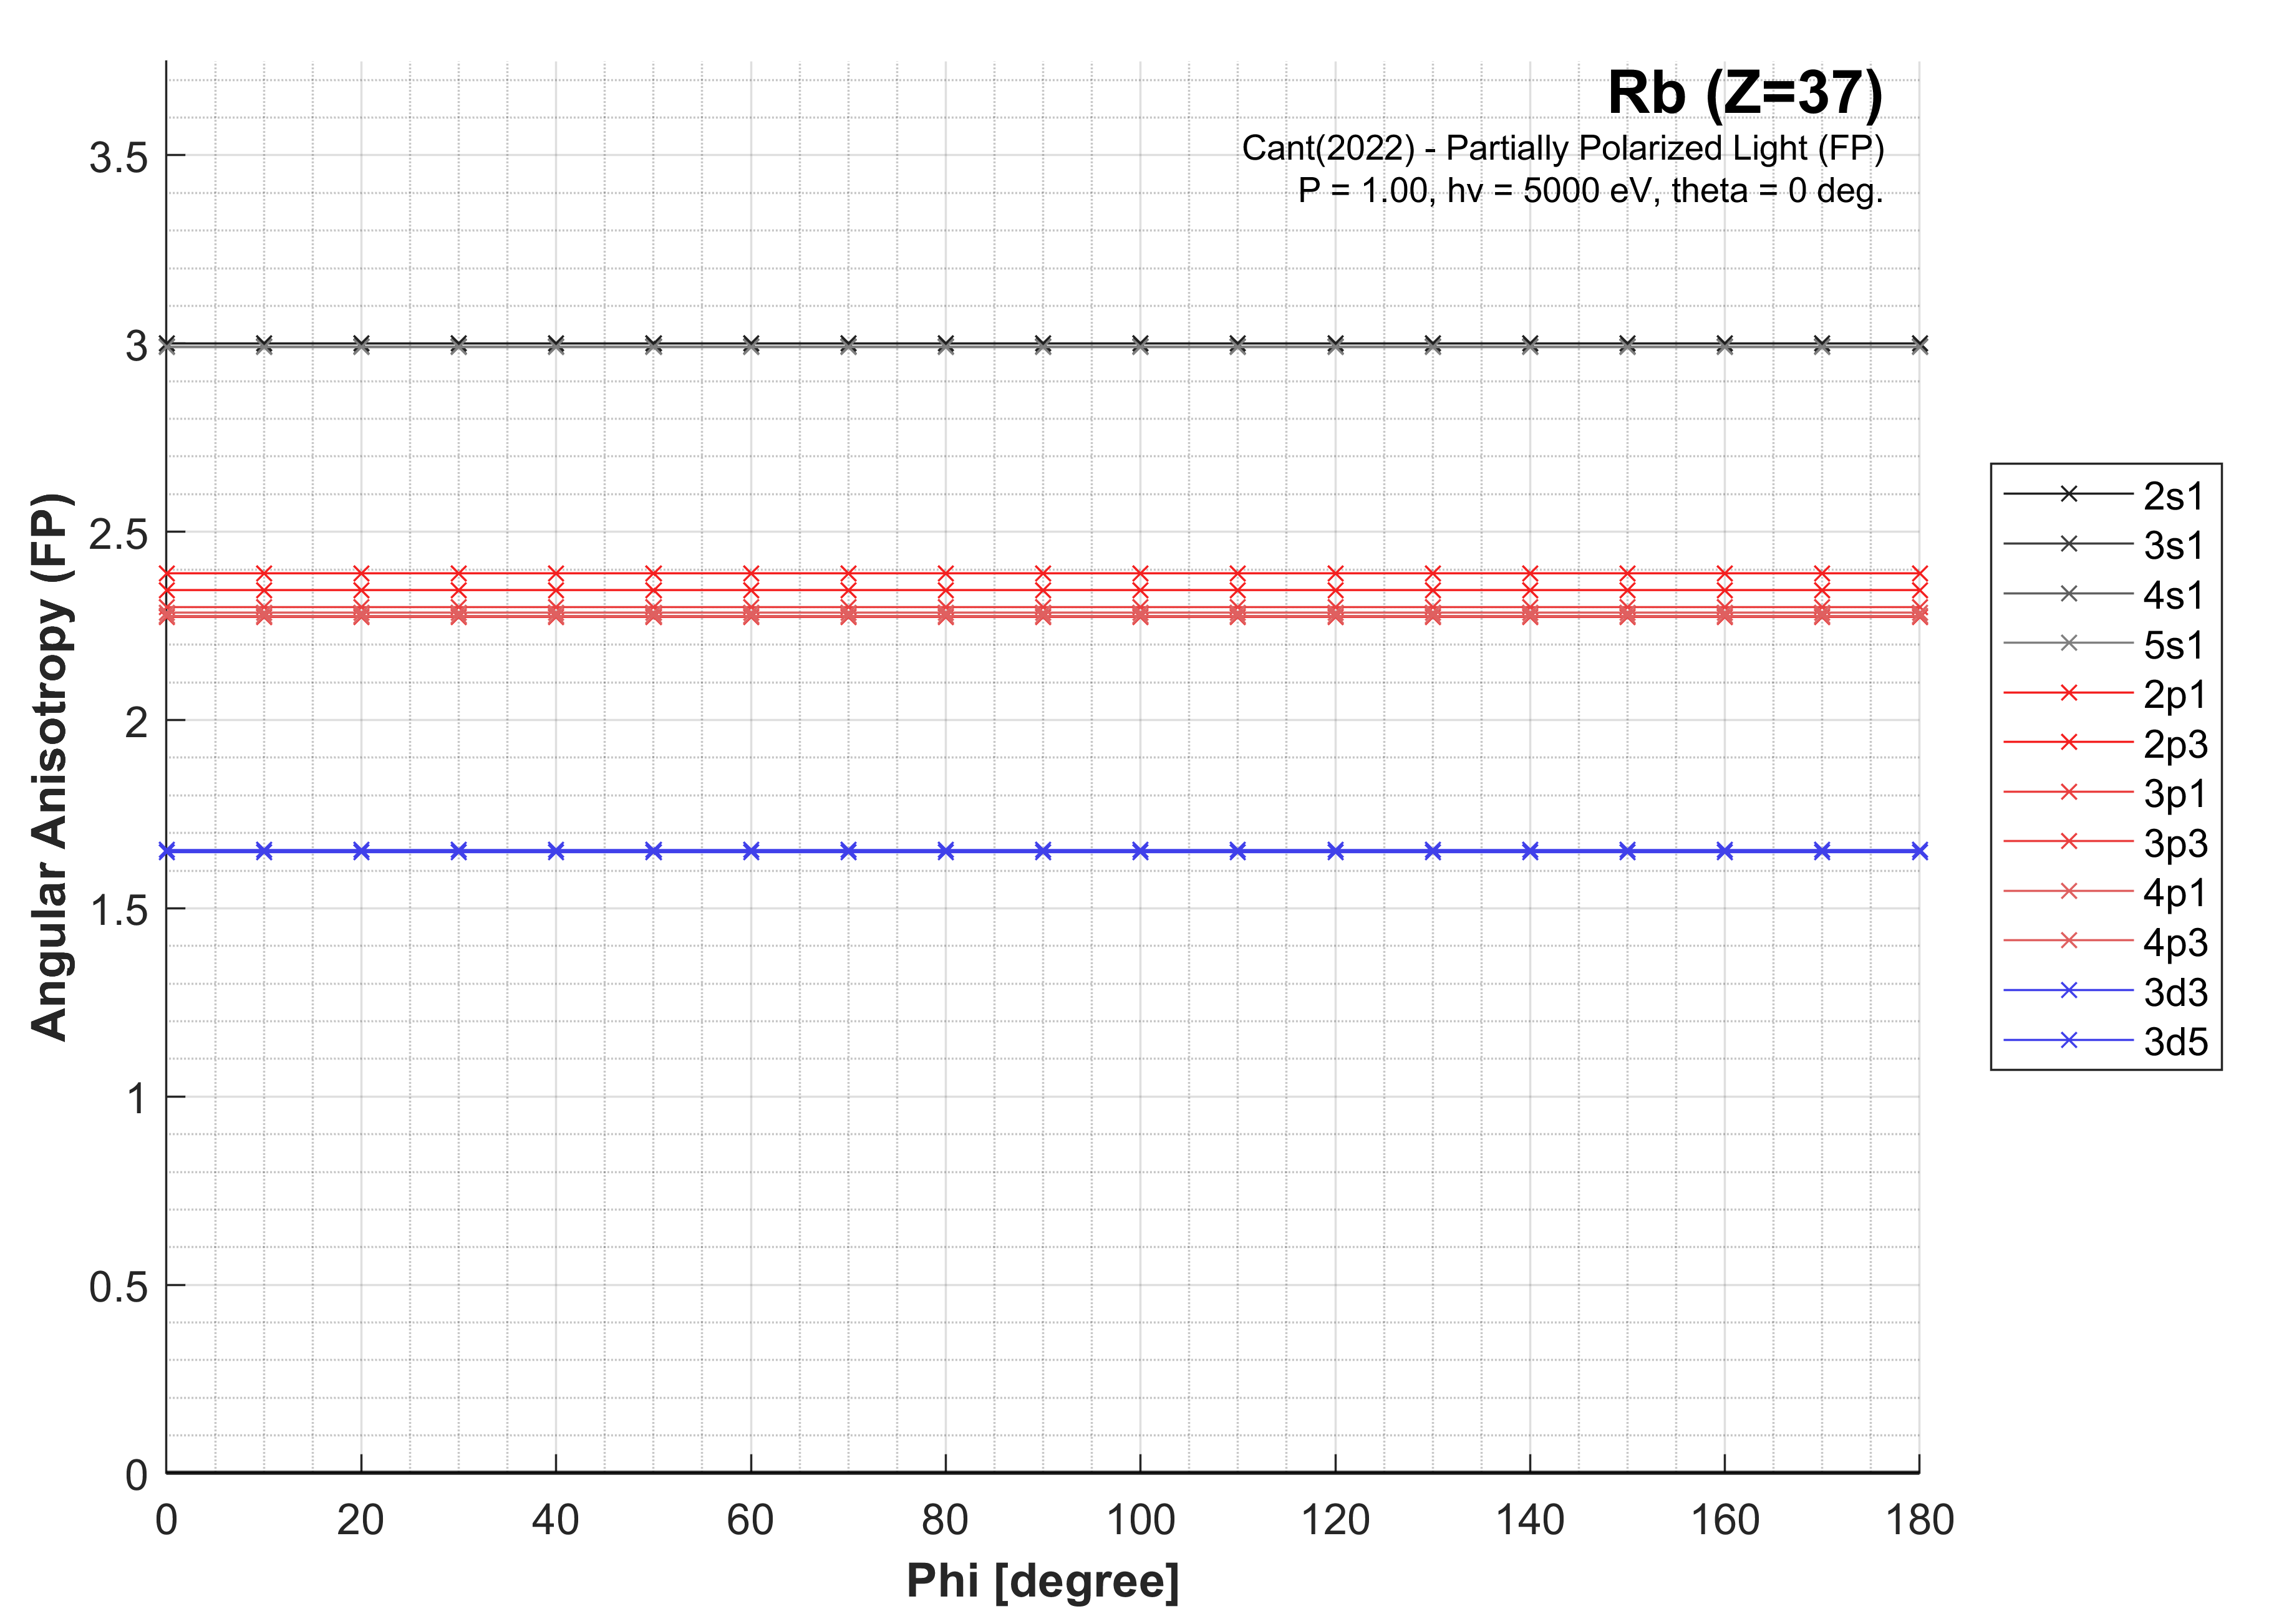 Rb (Z=37)
Cant(2022) - Partially Polarized Light (FP)
P = 1.00, hv = 5000 eV, theta = 0 deg.
Angular Anisotropy (FP)
3.5
3
2.5
2
1.5
1
0.5
0
0 20 40 60 80 100 120 140 160 180
Phi [degree]
2s1
3s1
4s1
5s1
2p1
2p3
3p1
3p3
4p1
4p3
3d3
3d5